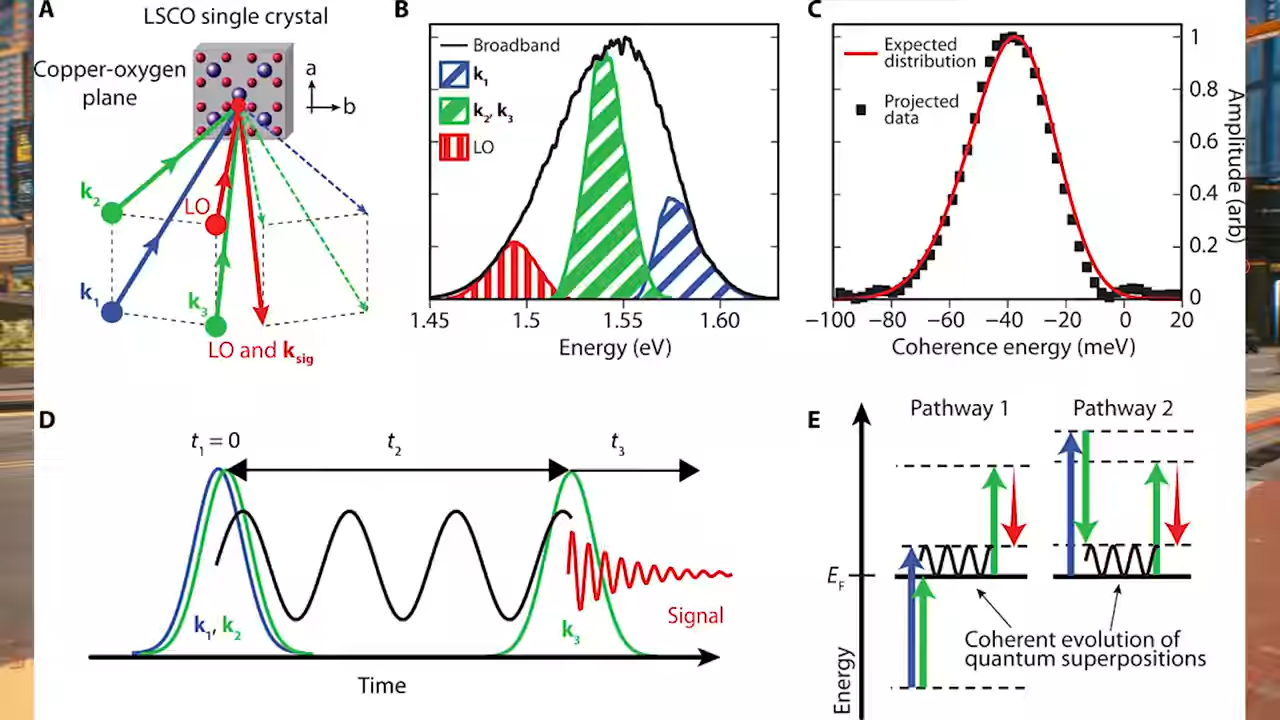 A
LSCO single crystal
Copper-oxygen
plane
a
b
k2
LO
k1
k3
LO and ksig
B
Broadband
k1
k2, k3
LO
1.45
1.5
1.55
1.60
Energy (eV)
C
Expected
distribution
Projected
data
1
0.8
0.6
0.4
0.2
0
Amplitude (arb)
−100
−80
−60
−40
−20
0
20
Coherence energy (meV)
D
t1 = 0
t2
t3
k1, k2
k3
Signal
Time
E
Pathway 1
Pathway 2
EF
Energy
Coherent evolution of
quantum superpositions